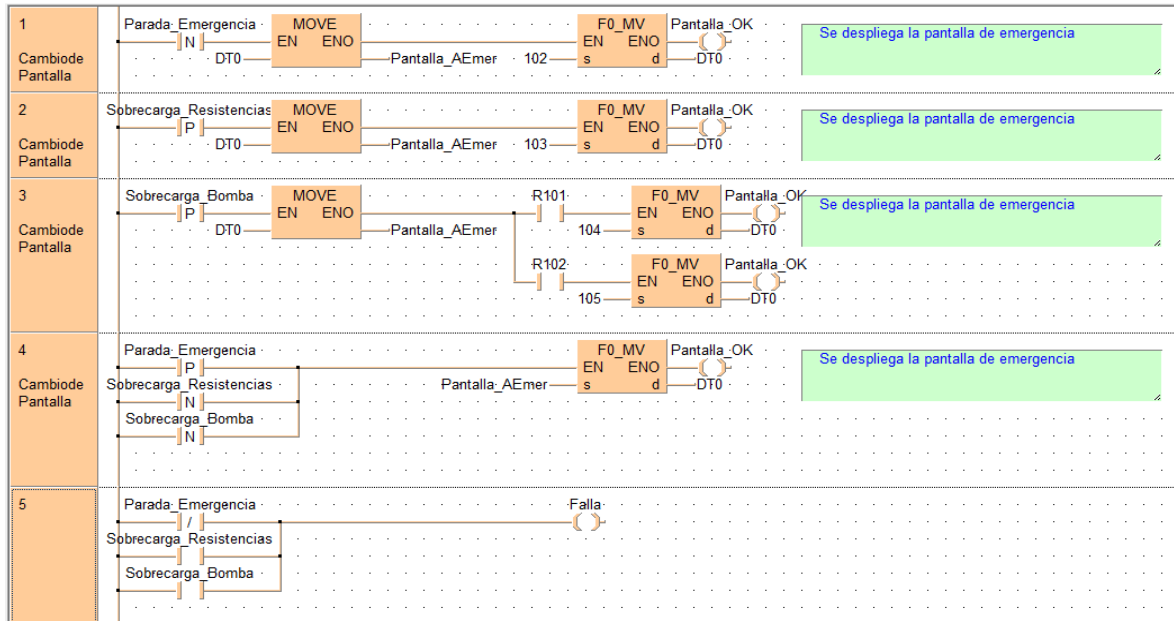 1
Cambiode
Pantalla
Parada_Emergencia
N
MOVE
EN ENO
DT0
Pantalla_AEmer
102
F0_MV
EN ENO
s d
Pantalla_OK
DT0
Se despliega la pantalla de emergencia
2
Cambiode
Pantalla
Sobrecarga_Resistencias
P
MOVE
EN ENO
DT0
Pantalla_AEmer
103
F0_MV
EN ENO
s d
Pantalla_OK
DT0
Se despliega la pantalla de emergencia
3
Cambiode
Pantalla
Sobrecarga_Bomba
P
MOVE
EN ENO
DT0
Pantalla_AEmer
R101
104
F0_MV
EN ENO
s d
Pantalla_OK
DT0
Se despliega la pantalla de emergencia
R102
105
F0_MV
EN ENO
s d
Pantalla_OK
DT0
4
Cambiode
Pantalla
Parada_Emergencia
P
Sobrecarga_Resistencias
N
Sobrecarga_Bomba
N
Pantalla_AEmer
F0_MV
EN ENO
s d
Pantalla_OK
DT0
Se despliega la pantalla de emergencia
5
Parada_Emergencia
/
Sobrecarga_Resistencias
Sobrecarga_Bomba
Falla